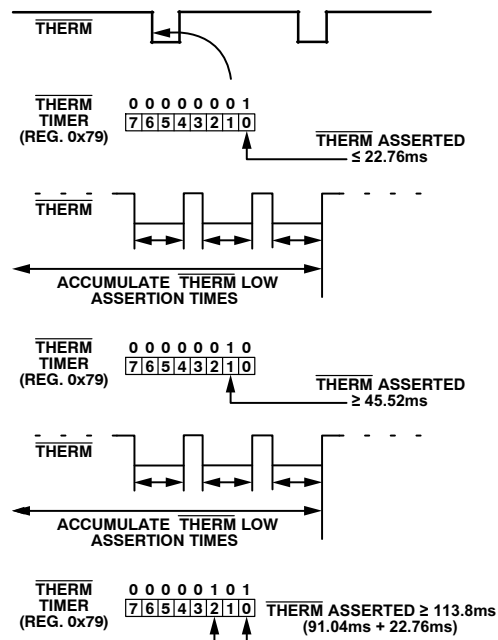 THERM
THERM
TIMER
(REG. 0x79)
0 0 0 0 0 0 0 1
7 6 5 4 3 2 1 0
THERM ASSERTED
≤ 22.76ms
THERM
ACCUMULATE THERM LOW
ASSERTION TIMES
THERM
TIMER
(REG. 0x79)
0 0 0 0 0 0 1 0
7 6 5 4 3 2 1 0
THERM ASSERTED
≥ 45.52ms
THERM
ACCUMULATE THERM LOW
ASSERTION TIMES
THERM
TIMER
(REG. 0x79)
0 0 0 0 0 1 0 1
7 6 5 4 3 2 1 0
THERM ASSERTED ≥ 113.8ms
(91.04ms + 22.76ms)